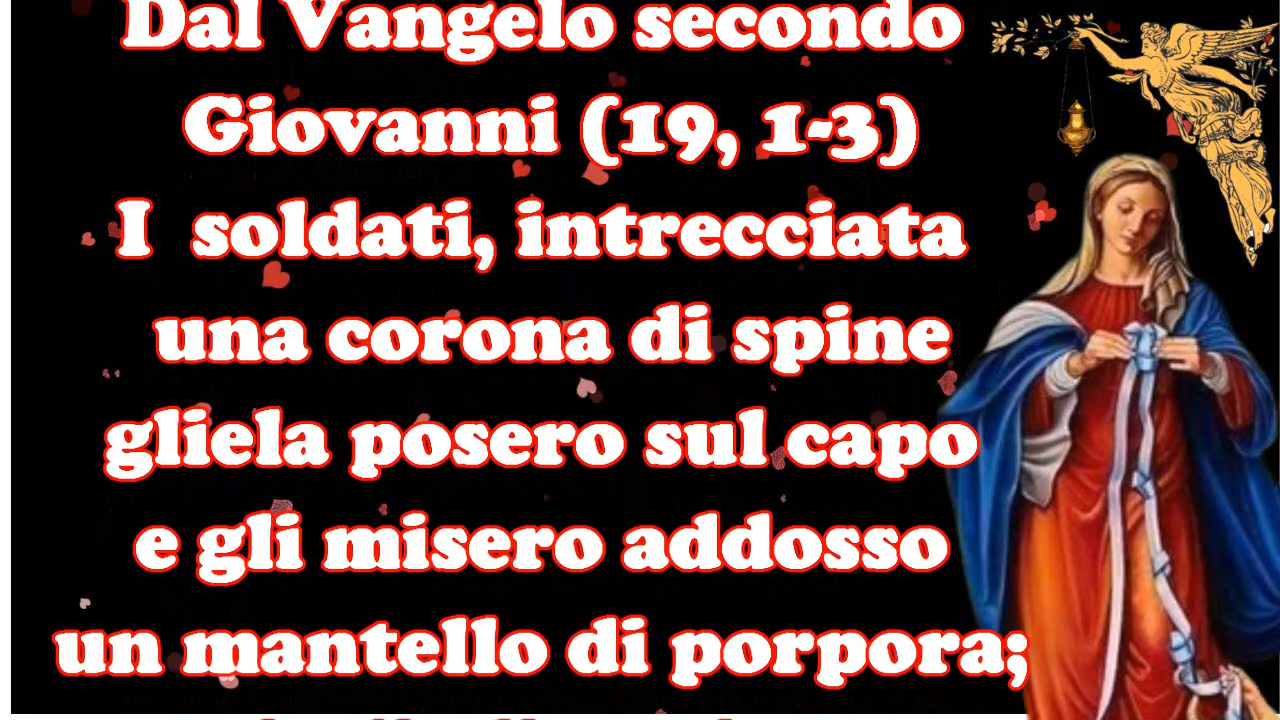 Dal Vangelo secondo
Giovanni (19, 1-3)
I soldati, intrecciata
una corona di spine
gliela posero sul capo
e gli misero addosso
un mantello di porpora;